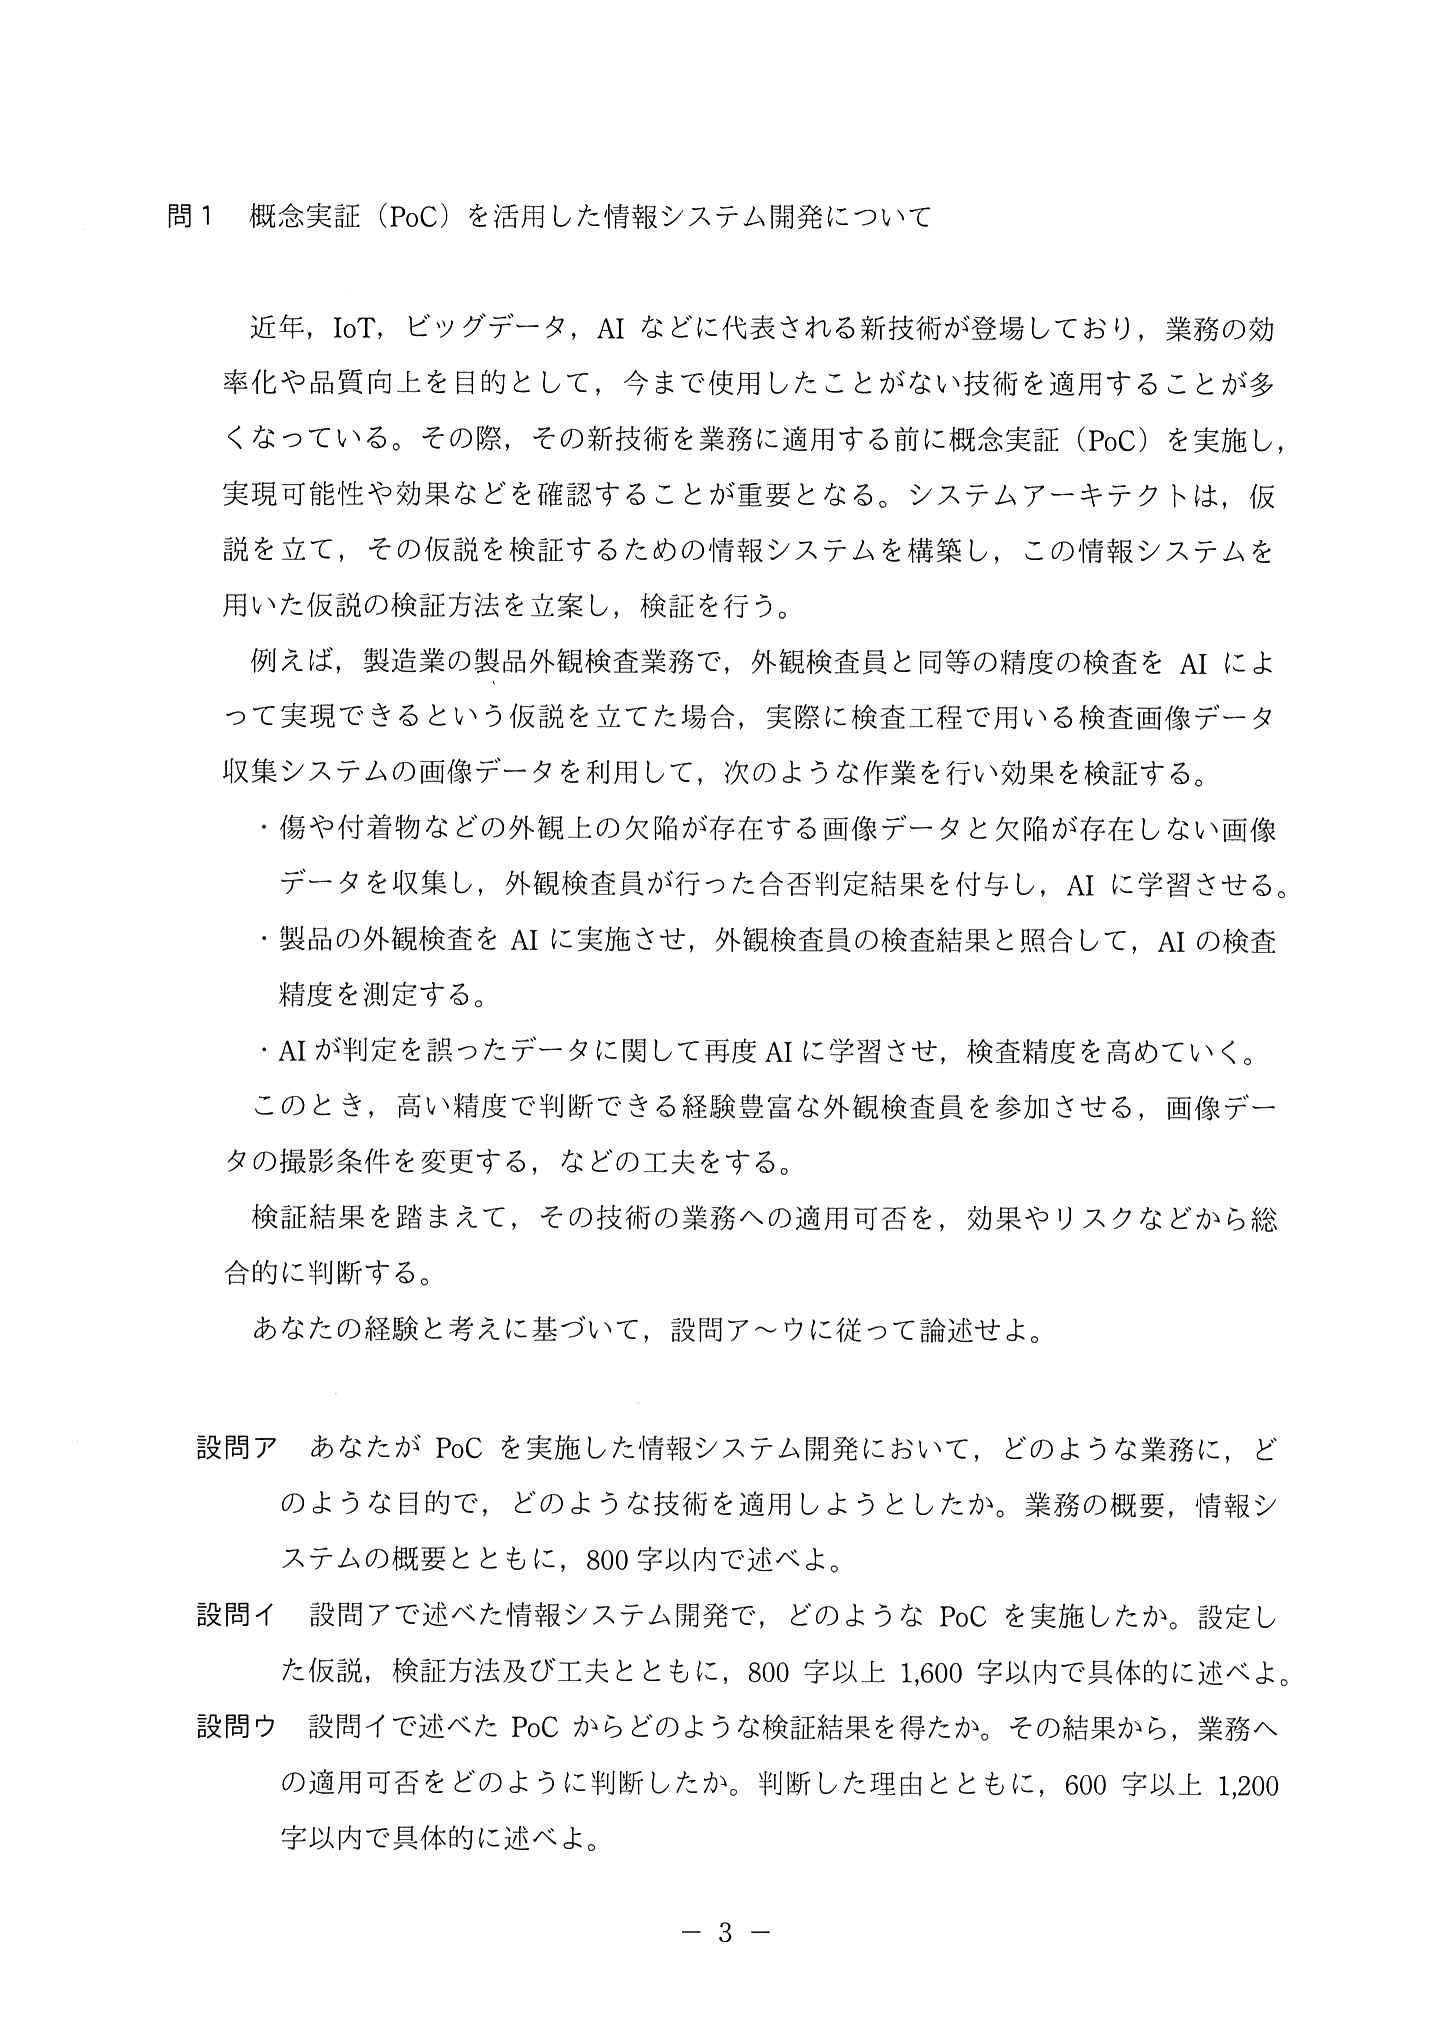 問1 概念実証（PoC）を活用した情報システム開発について
近年，IoT，ビッグデータ，AI などに代表される新技術が登場しており，業務の効
率化や品質向上を目的として，今まで使用したことがない技術を適用することが多
くなっている。その際，その新技術を業務に適用する前に概念実証（PoC）を実施し，
実現可能性や効果などを確認することが重要となる。システムアーキテクトは，仮
説を立て，その仮説を検証するための情報システムを構築し，この情報システムを
用いた仮説の検証方法を立案し，検証を行う。
例えば，製造業の製品外観検査業務で，外観検査員と同等の精度の検査を AI によ
って実現できるという仮説を立てた場合，実際に検査工程で用いる検査画像データ
収集システムの画像データを利用して，次のような作業を行い効果を検証する。
・傷や付着物などの外観上の欠陥が存在する画像データと欠陥が存在しない画像
データを収集し，外観検査員が行った合否判定結果を付与し，AI に学習させる。
・製品の外観検査を AI に実施させ，外観検査員の検査結果と照合して，AI の検査
精度を測定する。
・AI が判定を誤ったデータに関して再度 AI に学習させ，検査精度を高めていく。
このとき，高い精度で判断できる経験豊富な外観検査員を参加させる，画像デー
タの撮影条件を変更する，などの工夫をする。
検証結果を踏まえて，その技術の業務への適用可否を，効果やリスクなどから総
合的に判断する。
あなたの経験と考えに基づいて，設問ア～ウに従って論述せよ。
設問ア あなたが PoC を実施した情報システム開発において，どのような業務に，ど
のような目的で，どのような技術を適用しようとしたか。業務の概要，情報シ
ステムの概要とともに，800 字以内で述べよ。
設問イ 設問アで述べた情報システム開発で，どのような PoC を実施したか。設定し
た仮説，検証方法及び工夫とともに，800 字以上 1,600 字以内で具体的に述べよ。
設問ウ 設問イで述べた PoC からどのような検証結果を得たか。その結果から，業務へ
の適用可否をどのように判断したか。判断した理由とともに，600 字以上 1,200
字以内で具体的に述べよ。
－ 3 －